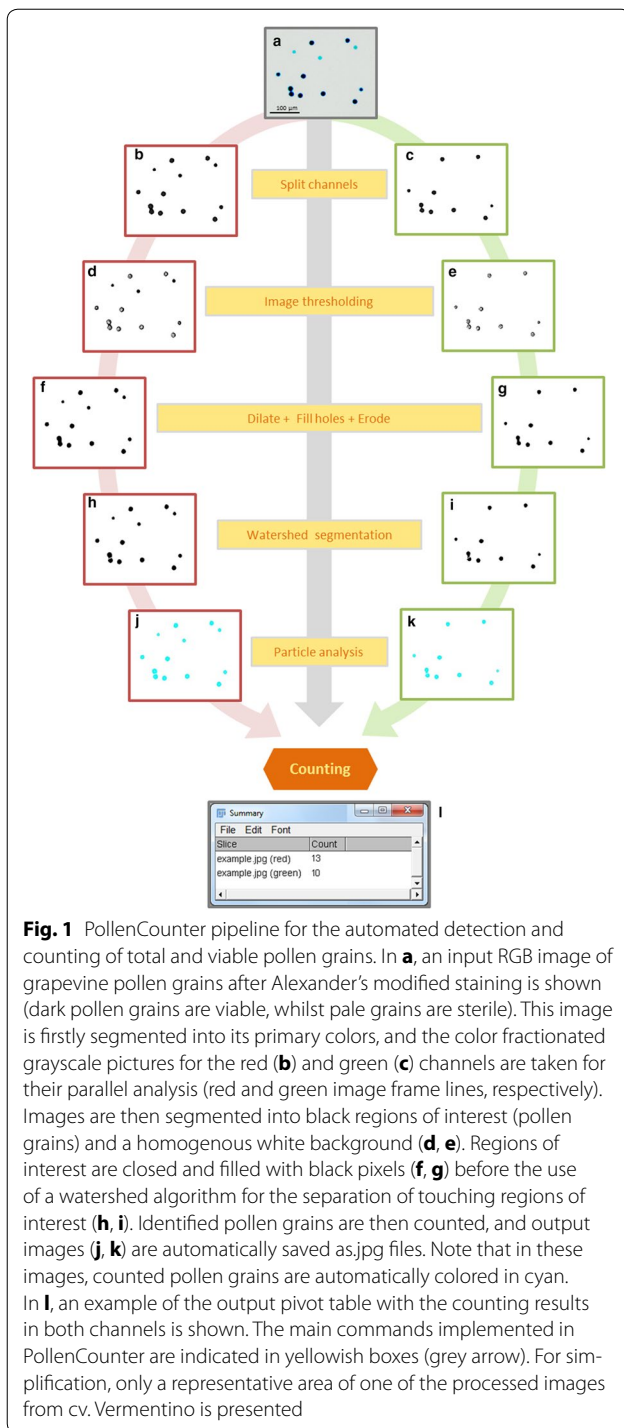 a
100 µm
b
c
Split channels
d
e
Image thresholding
f
g
Dilate + Fill holes + Erode
h
i
Watershed segmentation
j
k
Particle analysis
Counting
l
Summary
File Edit Font
Slice Count
example.jpg (red) 13
example.jpg (green) 10
Fig. 1 PollenCounter pipeline for the automated detection and
counting of total and viable pollen grains. In a, an input RGB image of
grapevine pollen grains after Alexander's modified staining is shown
(dark pollen grains are viable, whilst pale grains are sterile). This image
is firstly segmented into its primary colors, and the color fractionated
grayscale pictures for the red (b) and green (c) channels are taken for
their parallel analysis (red and green image frame lines, respectively).
Images are then segmented into black regions of interest (pollen
grains) and a homogenous white background (d, e). Regions of
interest are closed and filled with black pixels (f, g) before the use
of a watershed algorithm for the separation of touching regions of
interest (h, i). Identified pollen grains are then counted, and output
images (j, k) are automatically saved as.jpg files. Note that in these
images, counted pollen grains are automatically colored in cyan.
In l, an example of the output pivot table with the counting results
in both channels is shown. The main commands implemented in
PollenCounter are indicated in yellowish boxes (grey arrow). For sim-
plification, only a representative area of one of the processed images
from cv. Vermentino is presented